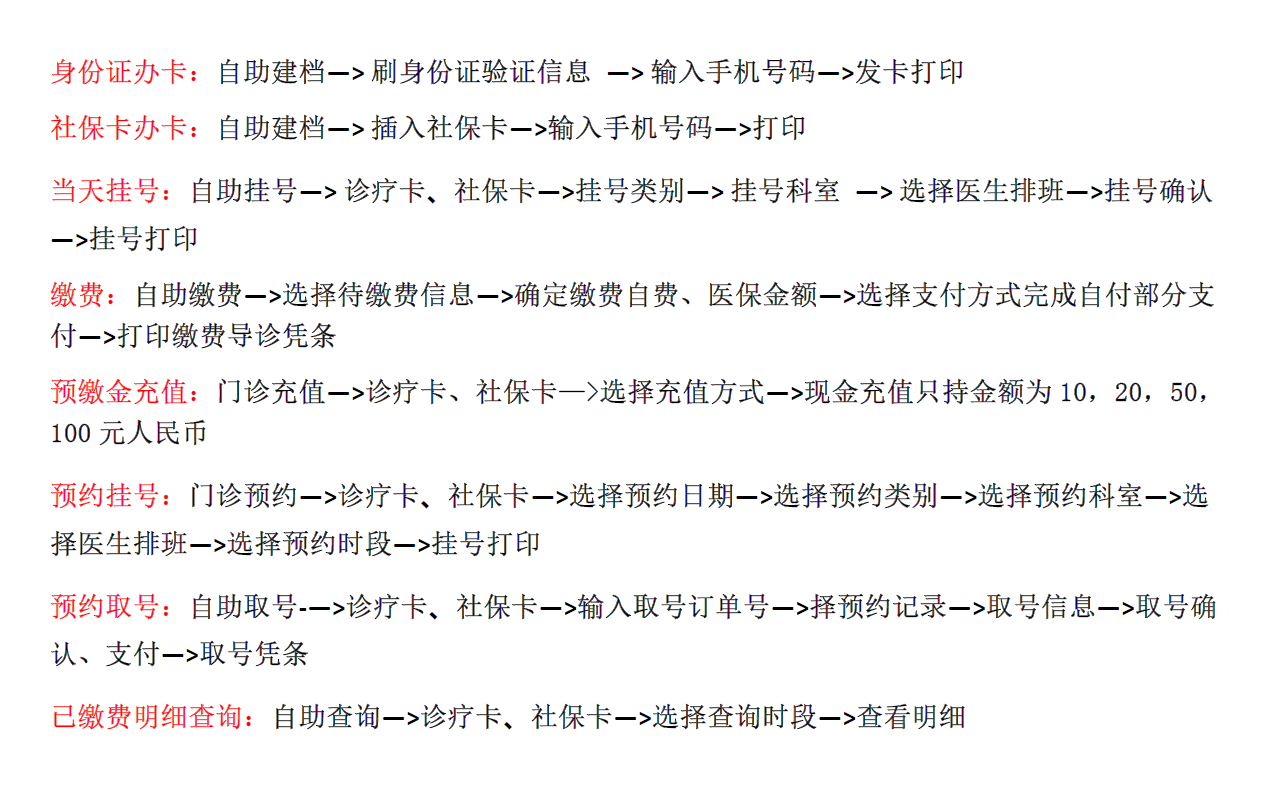 身份证办卡：自助建档—> 刷身份证验证信息 —> 输入手机号码—>发卡打印
社保卡办卡：自助建档—> 插入社保卡—>输入手机号码—>打印
当天挂号：自助挂号—> 诊疗卡、社保卡—>挂号类别—> 挂号科室 —> 选择医生排班—>挂号确认
—>挂号打印
缴费：自助缴费—>选择待缴费信息—>确定缴费自费、医保金额—>选择支付方式完成自付部分支
付—>打印缴费导诊凭条
预缴金充值：门诊充值—>诊疗卡、社保卡—>选择充值方式—>现金充值只持金额为 10，20，50，
100 元人民币
预约挂号：门诊预约—>诊疗卡、社保卡—>选择预约日期—>选择预约类别—>选择预约科室—>选
择医生排班—>选择预约时段—>挂号打印
预约取号：自助取号-—>诊疗卡、社保卡—>输入取号订单号—>择预约记录—>取号信息—>取号确
认、支付—>取号凭条
已缴费明细查询：自助查询—>诊疗卡、社保卡—>选择查询时段—>查看明细